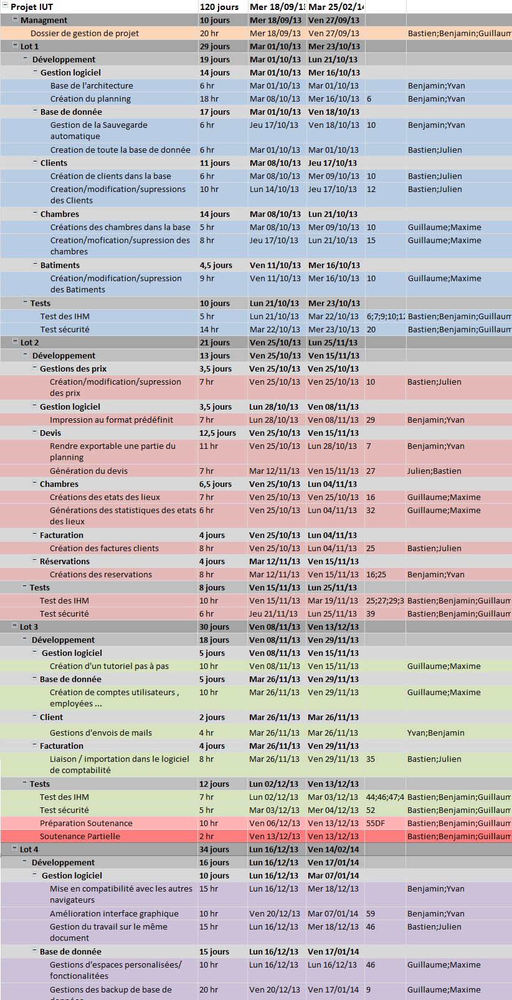 Projet IUT 120 jours Mer 18/09/13 Mar 25/02/14
Managment 10 jours Mer 18/09/13 Ven 27/09/13
Dossier de gestion de projet 20 hr Mer 18/09/13 Ven 27/09/13 Bastien;Benjamin;Guillaum
Lot 1 29 jours Mar 01/10/13 Mer 23/10/13
Développement 19 jours Mar 01/10/13 Lun 21/10/13
Gestion logiciel 14 jours Mar 01/10/13 Mer 16/10/13
Base de l'architecture 6 hr Mar 01/10/13 Mar 01/10/13 Benjamin;Yvan
Création du planning 18 hr Mar 08/10/13 Mer 16/10/13 6 Benjamin;Yvan
Base de donnée 17 jours Mar 01/10/13 Ven 18/10/13
Gestion de la Sauvegarde 6 hr Jeu 17/10/13 Ven 18/10/13 10 Benjamin;Yvan
automatique
Creation de toute la base de donnée 6 hr Mar 01/10/13 Mar 01/10/13 Bastien;Julien
Clients 11 jours Mar 08/10/13 Jeu 17/10/13
Création de clients dans la base 6 hr Mar 08/10/13 Mer 09/10/13 10 Bastien;Julien
Creation/modification/supressions 10 hr Lun 14/10/13 Jeu 17/10/13 12 Bastien;Julien
des Clients
Chambres 14 jours Mar 08/10/13 Lun 21/10/13
Créations des chambres dans la base 5 hr Mar 08/10/13 Mer 09/10/13 10 Guillaume;Maxime
Creation/mofication/supression des 8 hr Jeu 17/10/13 Lun 21/10/13 15 Guillaume;Maxime
chambres
Batiments 4,5 jours Ven 11/10/13 Mer 16/10/13
Création/modification/supression 9 hr Ven 11/10/13 Mer 16/10/13 10 Guillaume;Maxime
des Batiments
Tests 10 jours Lun 21/10/13 Mer 23/10/13
Test des IHM 5 hr Lun 21/10/13 Mar 22/10/13 6;7;9;10;12 Bastien;Benjamin;Guillaum
Test sécurité 14 hr Mar 22/10/13 Mer 23/10/13 20 Bastien;Benjamin;Guillaum
Lot 2 21 jours Ven 25/10/13 Lun 25/11/13
Développement 13 jours Ven 25/10/13 Ven 15/11/13
Gestions des prix 3,5 jours Ven 25/10/13 Ven 25/10/13
Création/modification/supression 7 hr Ven 25/10/13 Ven 25/10/13 10 Bastien;Julien
des prix
Gestion logiciel 3,5 jours Lun 28/10/13 Ven 08/11/13
Impression au format prédéfinit 7 hr Lun 28/10/13 Ven 08/11/13 29 Benjamin;Yvan
Devis 12,5 jours Ven 25/10/13 Ven 15/11/13
Rendre exportable une partie du 11 hr Ven 25/10/13 Lun 28/10/13 7 Benjamin;Yvan
planning
Génération du devis 7 hr Mar 12/11/13 Ven 15/11/13 27 Julien;Bastien
Chambres 6,5 jours Ven 25/10/13 Lun 04/11/13
Créations des etats des lieux 7 hr Ven 25/10/13 Ven 25/10/13 16 Guillaume;Maxime
Générations des statistiques des etats 6 hr Ven 25/10/13 Lun 04/11/13 32 Guillaume;Maxime
des lieux
Facturation 4 jours Ven 25/10/13 Lun 04/11/13
Création des factures clients 8 hr Ven 25/10/13 Lun 04/11/13 25 Bastien;Julien
Réservations 4 jours Mar 12/11/13 Ven 15/11/13
Créations des reservations 8 hr Mar 12/11/13 Ven 15/11/13 16;25 Benjamin;Yvan
Tests 8 jours Ven 15/11/13 Lun 25/11/13
Test des IHM 10 hr Ven 15/11/13 Mar 19/11/13 25;27;29;3 Bastien;Benjamin;Guillaum
Test sécurité 6 hr Jeu 21/11/13 Lun 25/11/13 39 Bastien;Benjamin;Guillaum
Lot 3 30 jours Ven 08/11/13 Ven 13/12/13
Développement 18 jours Ven 08/11/13 Ven 29/11/13
Gestion logiciel 5 jours Ven 08/11/13 Ven 15/11/13
Création d'un tutoriel pas à pas 10 hr Ven 08/11/13 Ven 15/11/13 Guillaume;Maxime
Base de donnée 5 jours Mar 26/11/13 Ven 29/11/13
Création de comptes utilisateurs , 10 hr Mar 26/11/13 Ven 29/11/13 Guillaume;Maxime
employées ...
Client 2 jours Mar 26/11/13 Mar 26/11/13
Gestions d'envois de mails 4 hr Mar 26/11/13 Mar 26/11/13 Yvan;Benjamin
Facturation 4 jours Mar 26/11/13 Ven 29/11/13
Liaison / importation dans le logiciel 8 hr Mar 26/11/13 Ven 29/11/13 35 Bastien;Julien
de comptabilité
Tests 12 jours Lun 02/12/13 Ven 13/12/13
Test des IHM 7 hr Lun 02/12/13 Mar 03/12/13 44;46;47;4 Bastien;Benjamin;Guillaum
Test sécurité 5 hr Mar 03/12/13 Mer 04/12/13 52 Bastien;Benjamin;Guillaum
Préparation Soutenance 10 hr Ven 06/12/13 Ven 13/12/13 55DF Bastien;Benjamin;Guillaum
Soutenance Partielle 2 hr Ven 13/12/13 Ven 13/12/13 Bastien;Benjamin;Guillaum
Lot 4 34 jours Lun 16/12/13 Ven 14/02/14
Développement 16 jours Lun 16/12/13 Ven 17/01/14
Gestion logiciel 10 jours Lun 16/12/13 Mar 07/01/14
Mise en compatibilité avec les autres 15 hr Lun 16/12/13 Mer 18/12/13 Benjamin;Yvan
navigateurs
Amélioration interface graphique 10 hr Ven 20/12/13 Mar 07/01/14 59 Benjamin;Yvan
Gestion du travail sur le même 15 hr Lun 16/12/13 Mer 18/12/13 46 Bastien;Julien
document
Base de donnée 15 jours Lun 16/12/13 Ven 17/01/14
Gestions d'espaces personalisées/ 10 hr Lun 16/12/13 Lun 16/12/13 46 Guillaume;Maxime
fonctionalitées
Gestions des backup de base de 20 hr Ven 20/12/13 Ven 17/01/14 9 Guillaume;Maxime